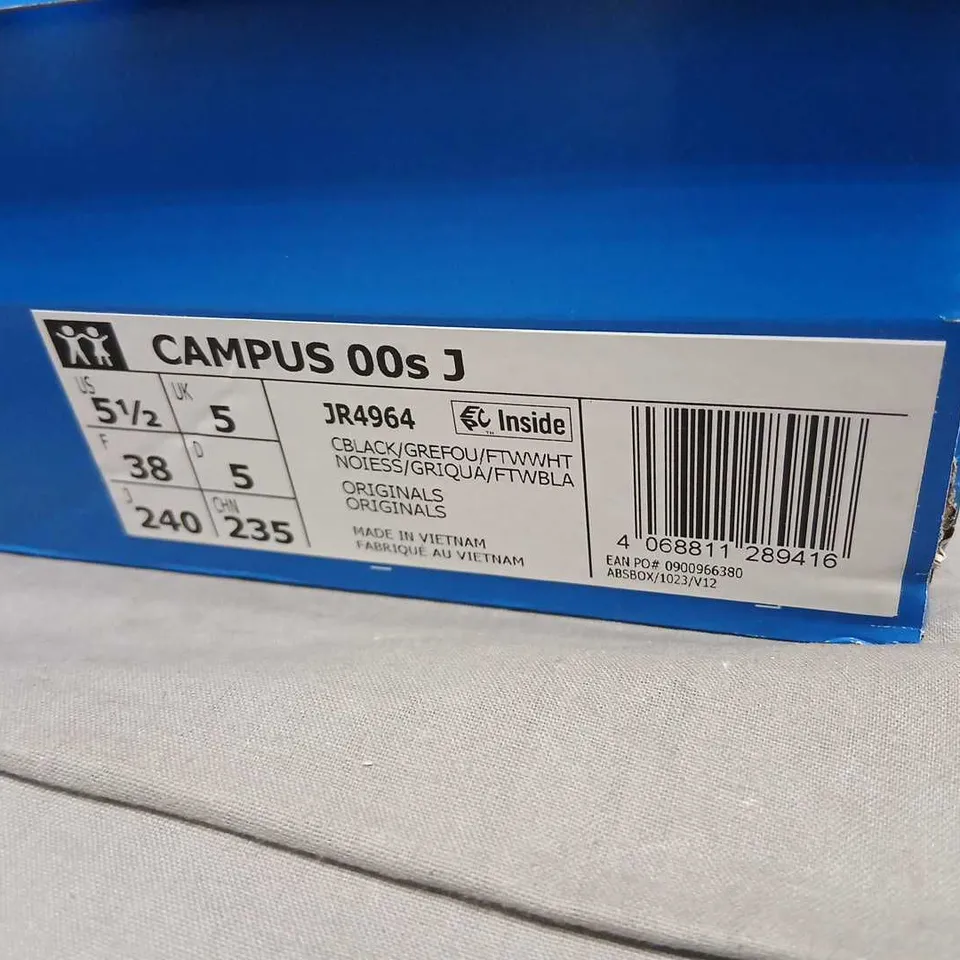 CAMPUS 00s J
US 5½ UK 5
F 38 D 5
J 240 CHN 235
JR4964
Inside
TM
CBLACK/GREFOU/FTWWHT
NOIESS/GRIQUA/FTWBLA
ORIGINALS
ORIGINALS
MADE IN VIETNAM
FABRIQUÉ AU VIETNAM
4 068811 289416
EAN PO# 0900966380
ABSBOX/1023/V12